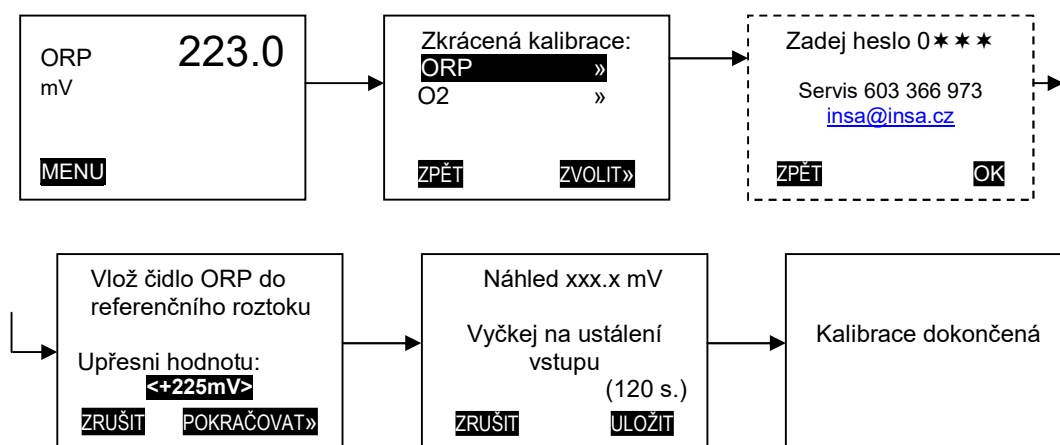 ORP 223.0
mV
MENU
Zkrácená kalibrace:
ORP »
O2 »
ZPĚT ZVOLIT»
Zadej heslo 0✶✶✶
Servis 603 366 973
insa@insa.cz
ZPĚT OK
Vlož čidlo ORP do
referenčního roztoku
Upřesni hodnotu:
<+225mV>
ZRUŠIT POKRAČOVAT»
Náhled xxx.x mV
Vyčkej na ustálení
vstupu
(120 s.)
ZRUŠIT ULOŽIT
Kalibrace dokončená